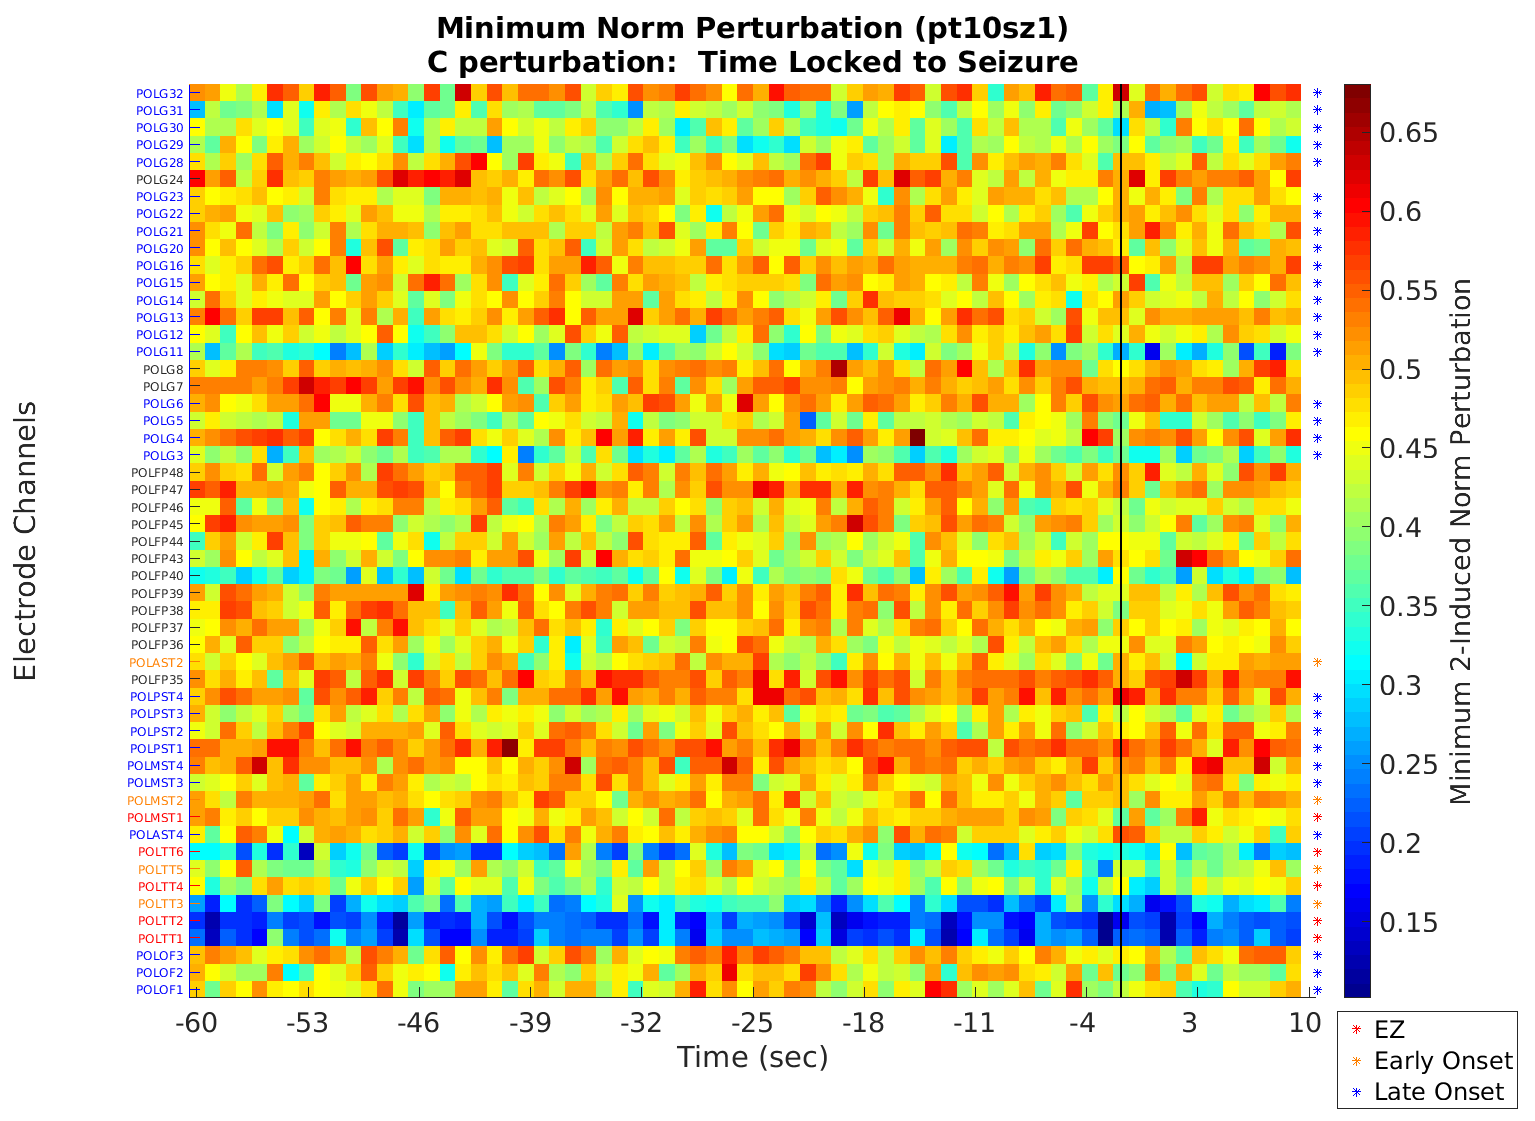 Minimum Norm Perturbation (pt10sz1)
C perturbation:  Time Locked to Seizure
Electrode Channels
POLG32
POLG31
POLG30
POLG29
POLG28
POLG24
POLG23
POLG22
POLG21
POLG20
POLG16
POLG15
POLG14
POLG13
POLG12
POLG11
POLG8
POLG7
POLG6
POLG5
POLG4
POLG3
POLFP48
POLFP47
POLFP46
POLFP45
POLFP44
POLFP43
POLFP40
POLFP39
POLFP38
POLFP37
POLFP36
POLAST2
POLFP35
POLPST4
POLPST3
POLPST2
POLPST1
POLMST4
POLMST3
POLMST2
POLMST1
POLAST4
POLTT6
POLTT5
POLTT4
POLTT3
POLTT2
POLTT1
POLOF3
POLOF2
POLOF1
-60 -53 -46 -39 -32 -25 -18 -11 -4 3 10
Time (sec)
0.65
0.6
0.55
0.5
0.45
0.4
0.35
0.3
0.25
0.2
0.15
Minimum 2-Induced Norm Perturbation
EZ
Early Onset
Late Onset